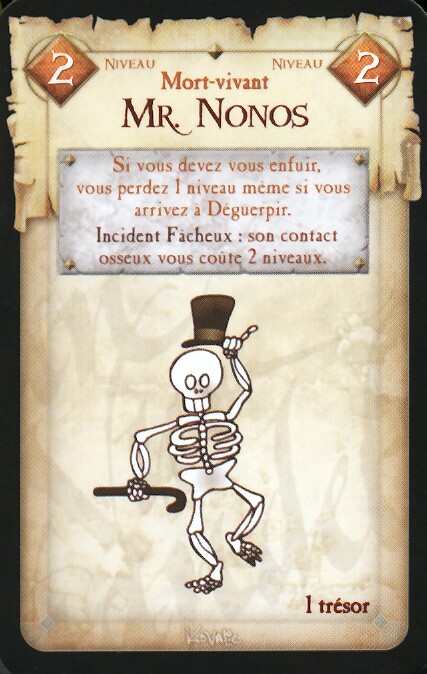 2 NIVEAU NIVEAU 2
Mort-vivant
MR. NONOS
Si vous devez vous enfuir,
vous perdez 1 niveau même si vous
arrivez à Déguerpir.
Incident Fâcheux : son contact
osseux vous coûte 2 niveaux.
1 trésor
KOVALIC